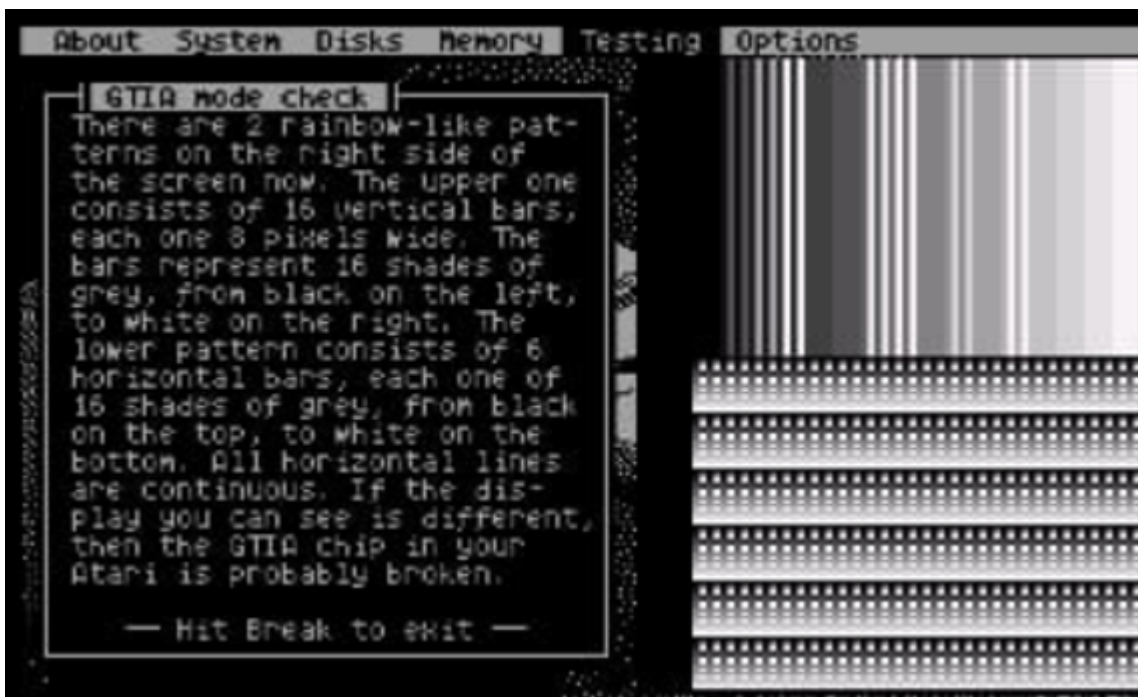 About System Disks Memory Testing Options
GTIA mode check
There are 2 rainbow-like pat-
terns on the right side of
the screen now. The upper one
consists of 16 vertical bars,
each one 8 pixels wide. The
bars represent 16 shades of
grey, from black on the left,
to white on the right. The
lower pattern consists of 6
horizontal bars, each one of
16 shades of grey, from black
on the top, to white on the
bottom. All horizontal lines
are continuous. If the dis-
play you can see is different,
then the GTIA chip in your
Atari is probably broken.
— Hit Break to exit —